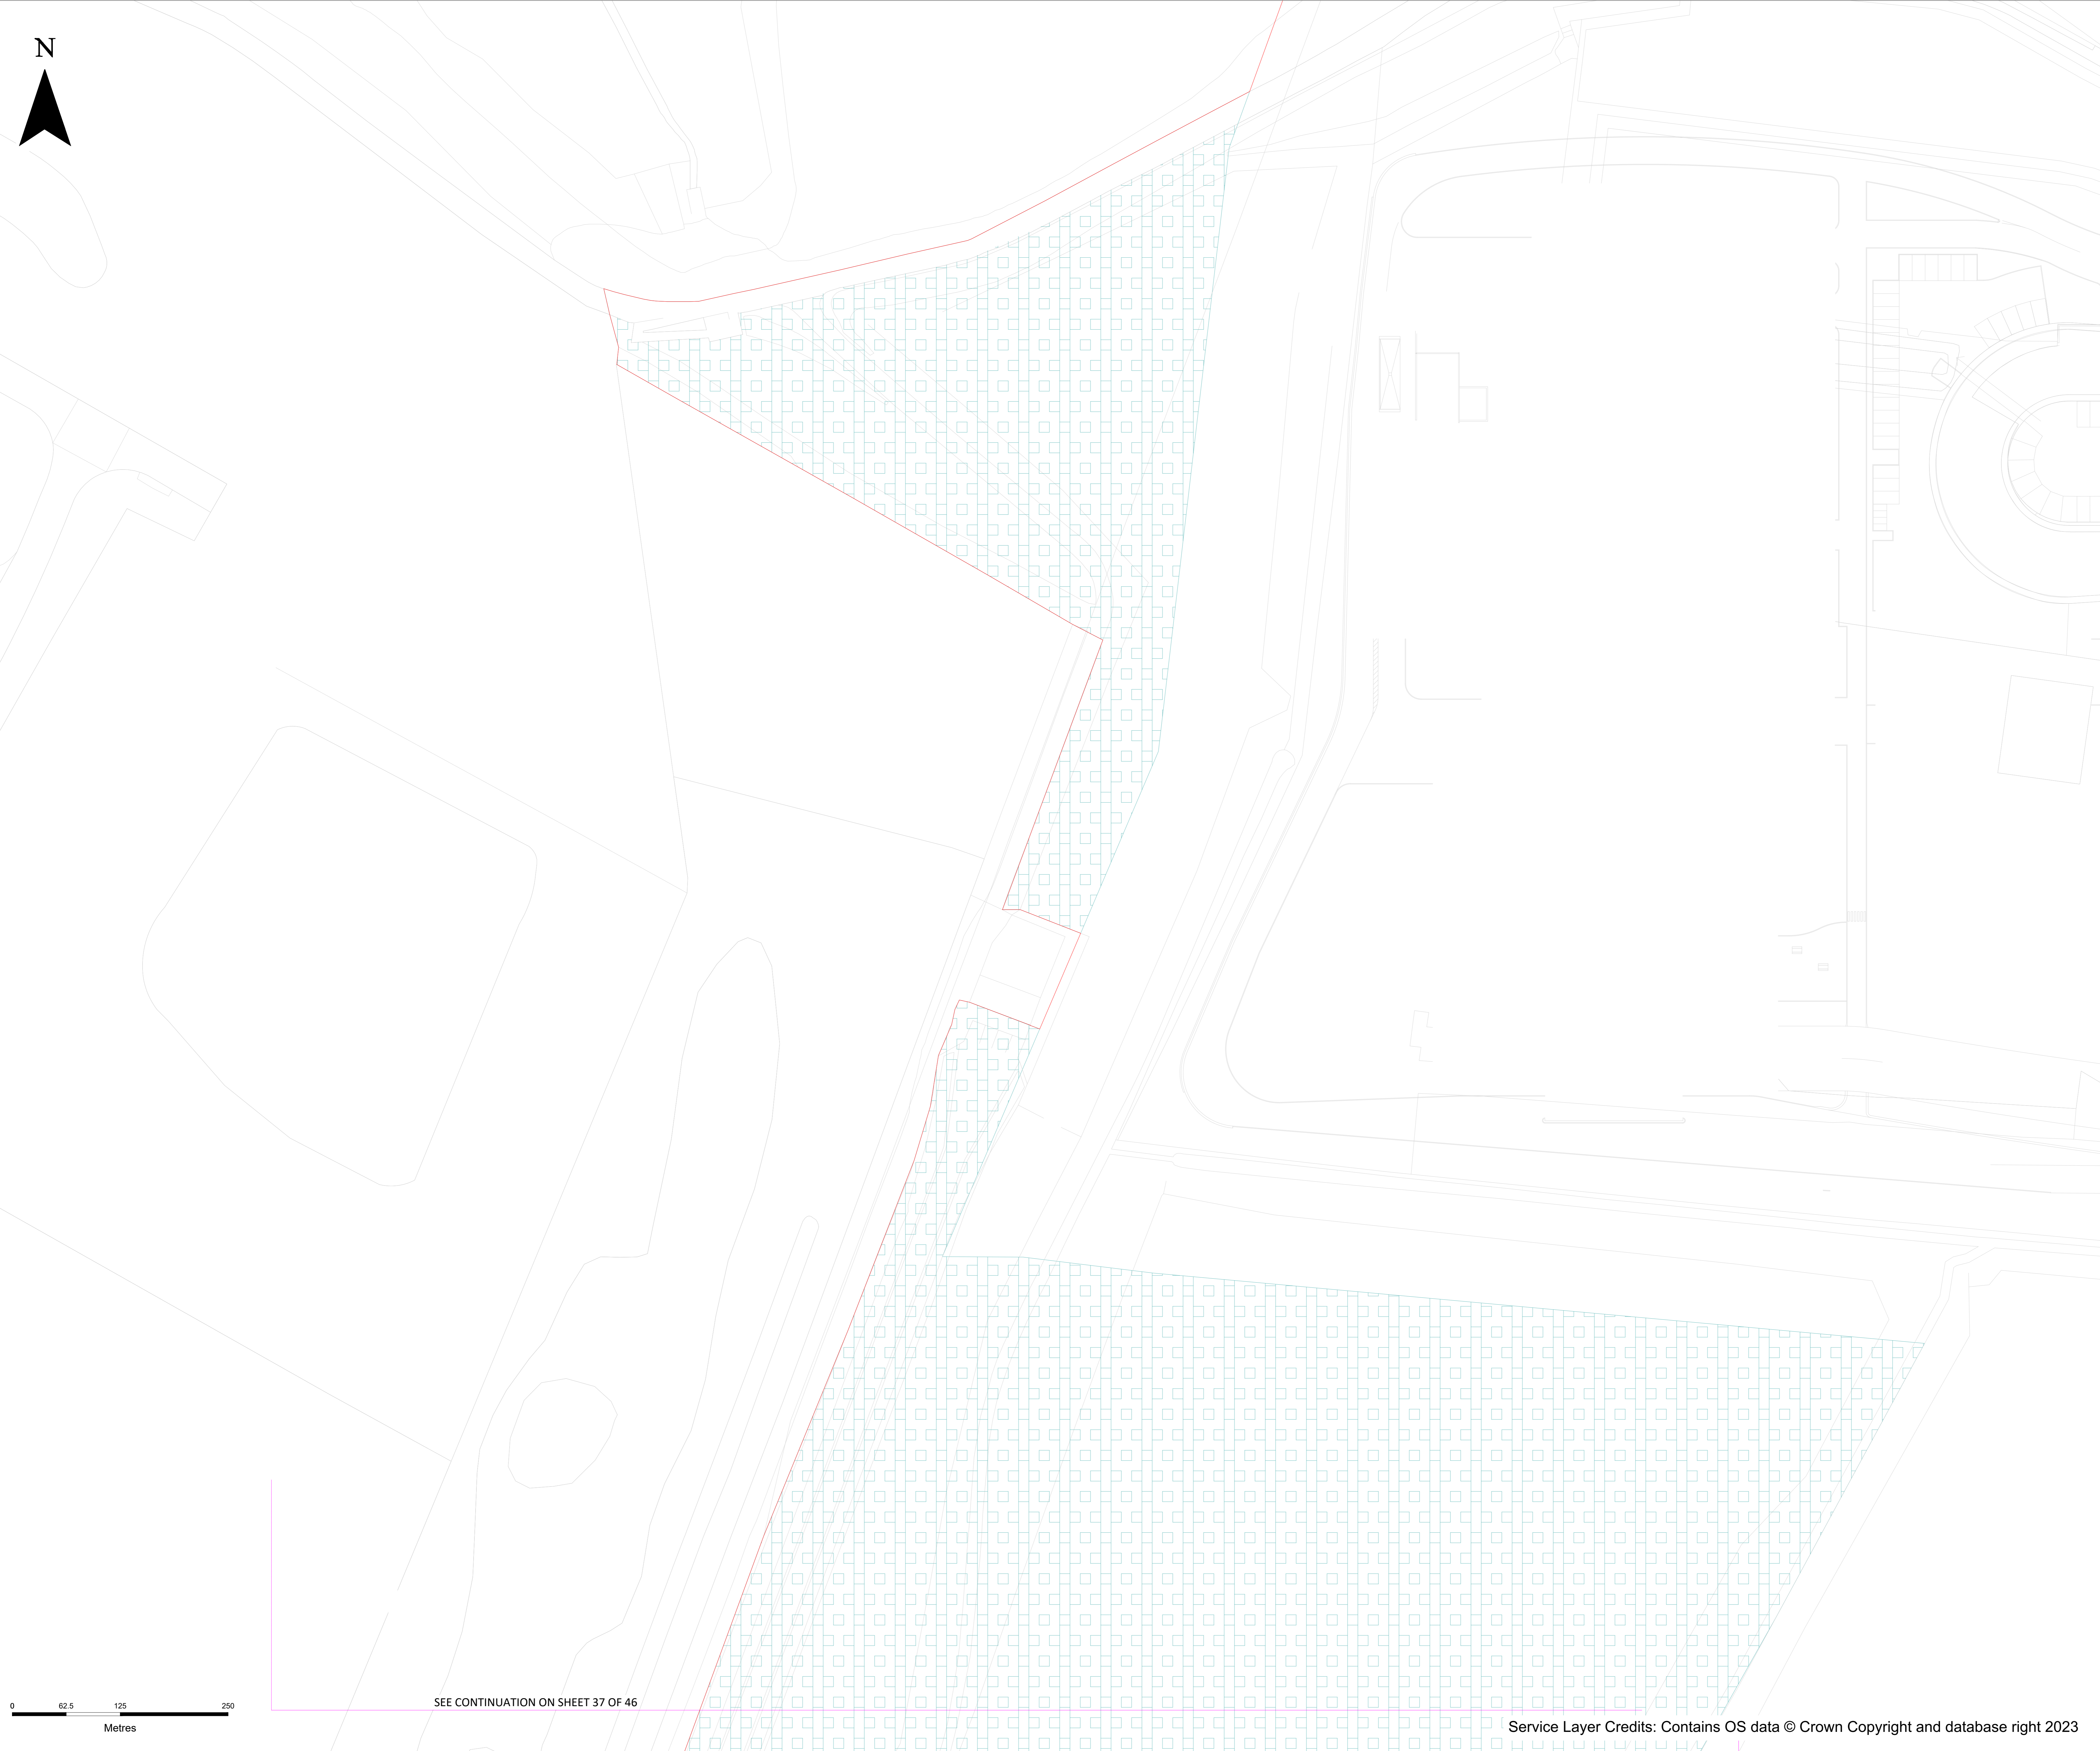 N
SEE CONTINUATION ON SHEET 37 OF 46
0 62.5 125 250
Metres
Service Layer Credits: Contains OS data © Crown Copyright and database right 2023